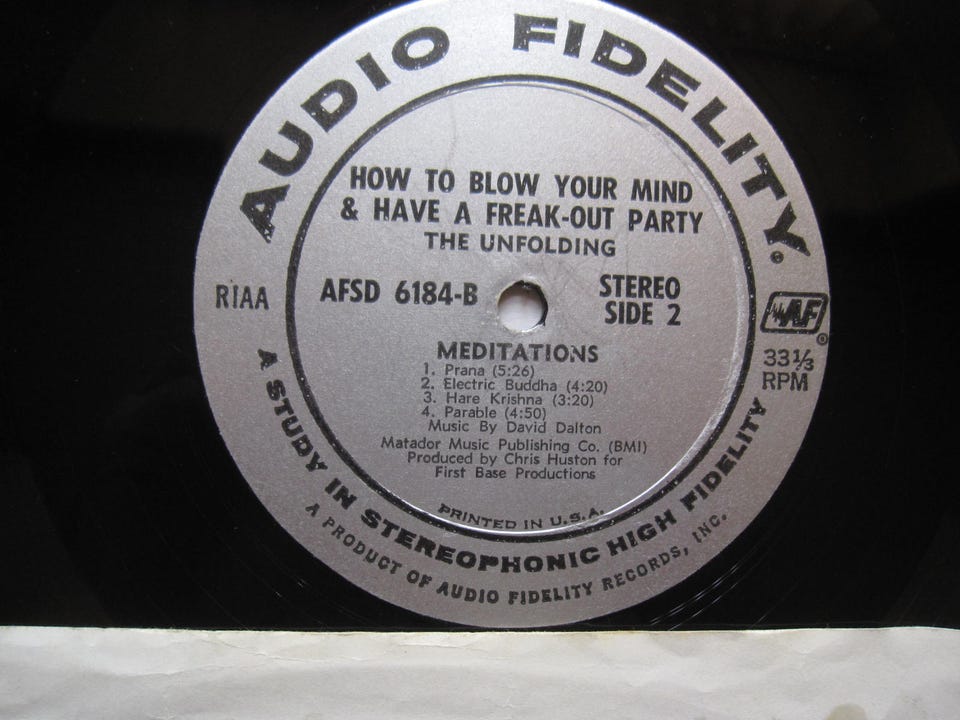 AUDIO FIDELITY®
HOW TO BLOW YOUR MIND
& HAVE A FREAK-OUT PARTY
THE UNFOLDING
RIAA
AFSD 6184-B
STEREO
SIDE 2
AF®
33⅓
RPM
MEDITATIONS
1. Prana (5:26)
2. Electric Buddha (4:20)
3. Hare Krishna (3:20)
4. Parable (4:50)
Music By David Dalton
Matador Music Publishing Co. (BMI)
Produced by Chris Huston for
First Base Productions
PRINTED IN U.S.A.
A STUDY IN STEREOPHONIC HIGH FIDELITY
A PRODUCT OF AUDIO FIDELITY RECORDS, INC.